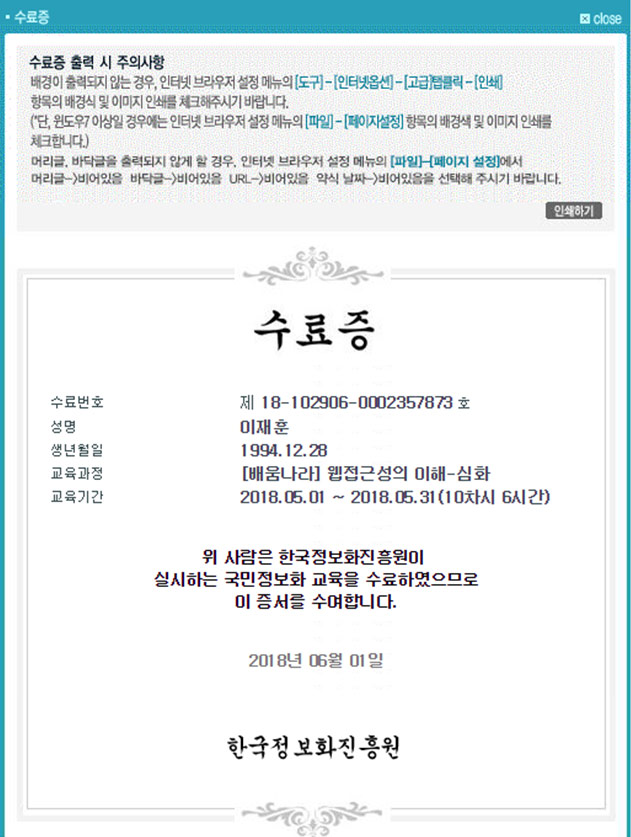 수료증
close
수료증 출력 시 주의사항
배경이 출력되지 않는 경우, 인터넷 브라우저 설정 메뉴의 [도구] – [인터넷옵션] – [고급]탭클릭 – [인쇄]
항목의 배경식 및 이미지 인쇄를 체크해주시기 바랍니다.
(*단, 윈도우7 이상일 경우에는 인터넷 브라우저 설정 메뉴의 [파일] – [페이지설정] 항목의 배경색 및 이미지 인쇄를
체크합니다.)
머리글, 바닥글을 출력되지 않게 할 경우, 인터넷 브라우저 설정 메뉴의 [파일]–[페이지 설정]에서
머리글–>비어있음 바닥글–>비어있음 URL–>비어있음 약식 날짜–>비어있음을 선택해 주시기 바랍니다.
인쇄하기
수료증
수료번호 제 18-102906-0002357873 호
성명 이재훈
생년월일 1994.12.28
교육과정 [배움나라] 웹접근성의 이해-심화
교육기간 2018.05.01 ~ 2018.05.31(10차시 6시간)
위 사람은 한국정보화진흥원이
실시하는 국민정보화 교육을 수료하였으므로
이 증서를 수여합니다.
2018년 06월 01일
한국정보화진흥원